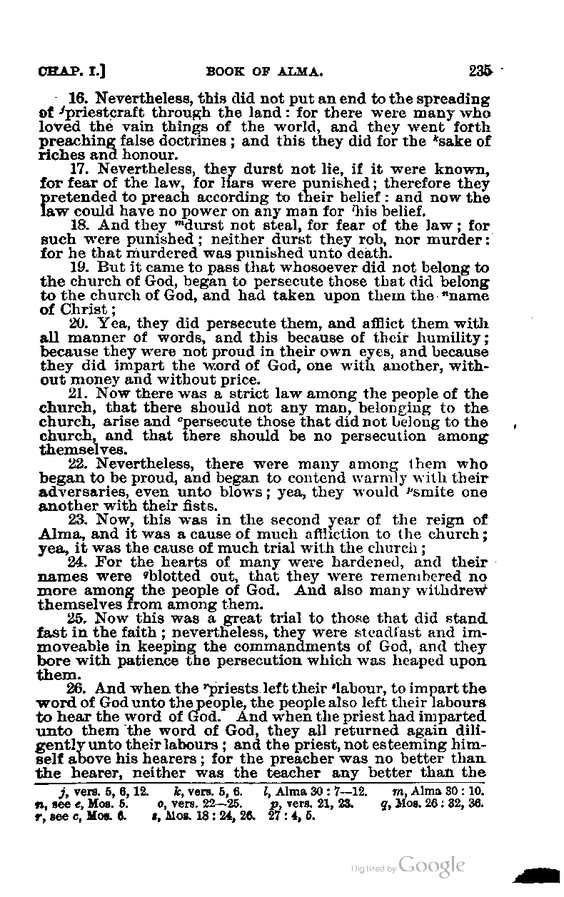 CHAP. I.] BOOK OF ALMA. 235
16. Nevertheless, this did not put an end to the spreading
of ʲpriestcraft through the land: for there were many who
loved the vain things of the world, and they went forth
preaching false doctrines; and this they did for the ᵏsake of
riches and honour.
17. Nevertheless, they durst not lie, if it were known,
for fear of the law, for liars were punished; therefore they
pretended to preach according to their belief: and now the
law could have no power on any man for ˡhis belief.
18. And they ᵐdurst not steal, for fear of the law; for
such were punished; neither durst they rob, nor murder:
for he that murdered was punished unto death.
19. But it came to pass that whosoever did not belong to
the church of God, began to persecute those that did belong
to the church of God, and had taken upon them the ⁿname
of Christ;
20. Yea, they did persecute them, and afflict them with
all manner of words, and this because of their humility;
because they were not proud in their own eyes, and because
they did impart the word of God, one with another, with-
out money and without price.
21. Now there was a strict law among the people of the
church, that there should not any man, belonging to the
church, arise and ᵒpersecute those that did not belong to the
church, and that there should be no persecution among
themselves.
22. Nevertheless, there were many among them who
began to be proud, and began to contend warmly with their
adversaries, even unto blows; yea, they would ᵖsmite one
another with their fists.
23. Now, this was in the second year of the reign of
Alma, and it was a cause of much affliction to the church;
yea, it was the cause of much trial with the church;
24. For the hearts of many were hardened, and their
names were ᑫblotted out, that they were remembered no
more among the people of God. And also many withdrew
themselves from among them.
25. Now this was a great trial to those that did stand
fast in the faith; nevertheless, they were steadfast and im-
moveable in keeping the commandments of God, and they
bore with patience the persecution which was heaped upon
them.
26. And when the ʳpriests left their ˢlabour, to impart the
word of God unto the people, the people also left their labours
to hear the word of God. And when the priest had imparted
unto them the word of God, they all returned again dili-
gently unto their labours; and the priest, not esteeming him-
self above his hearers; for the preacher was no better than
the hearer, neither was the teacher any better than the
j, vers. 5, 6, 12. k, vers. 5, 6. l, Alma 30:7—12. m, Alma 30:10.
n, see e, Mos. 5. o, vers. 22—25. p, vers. 21, 23. q, Mos. 26:32, 36.
r, see c, Mos. 6. s, Mos. 18:24, 26. 27:4, 5.
Digitized by Google